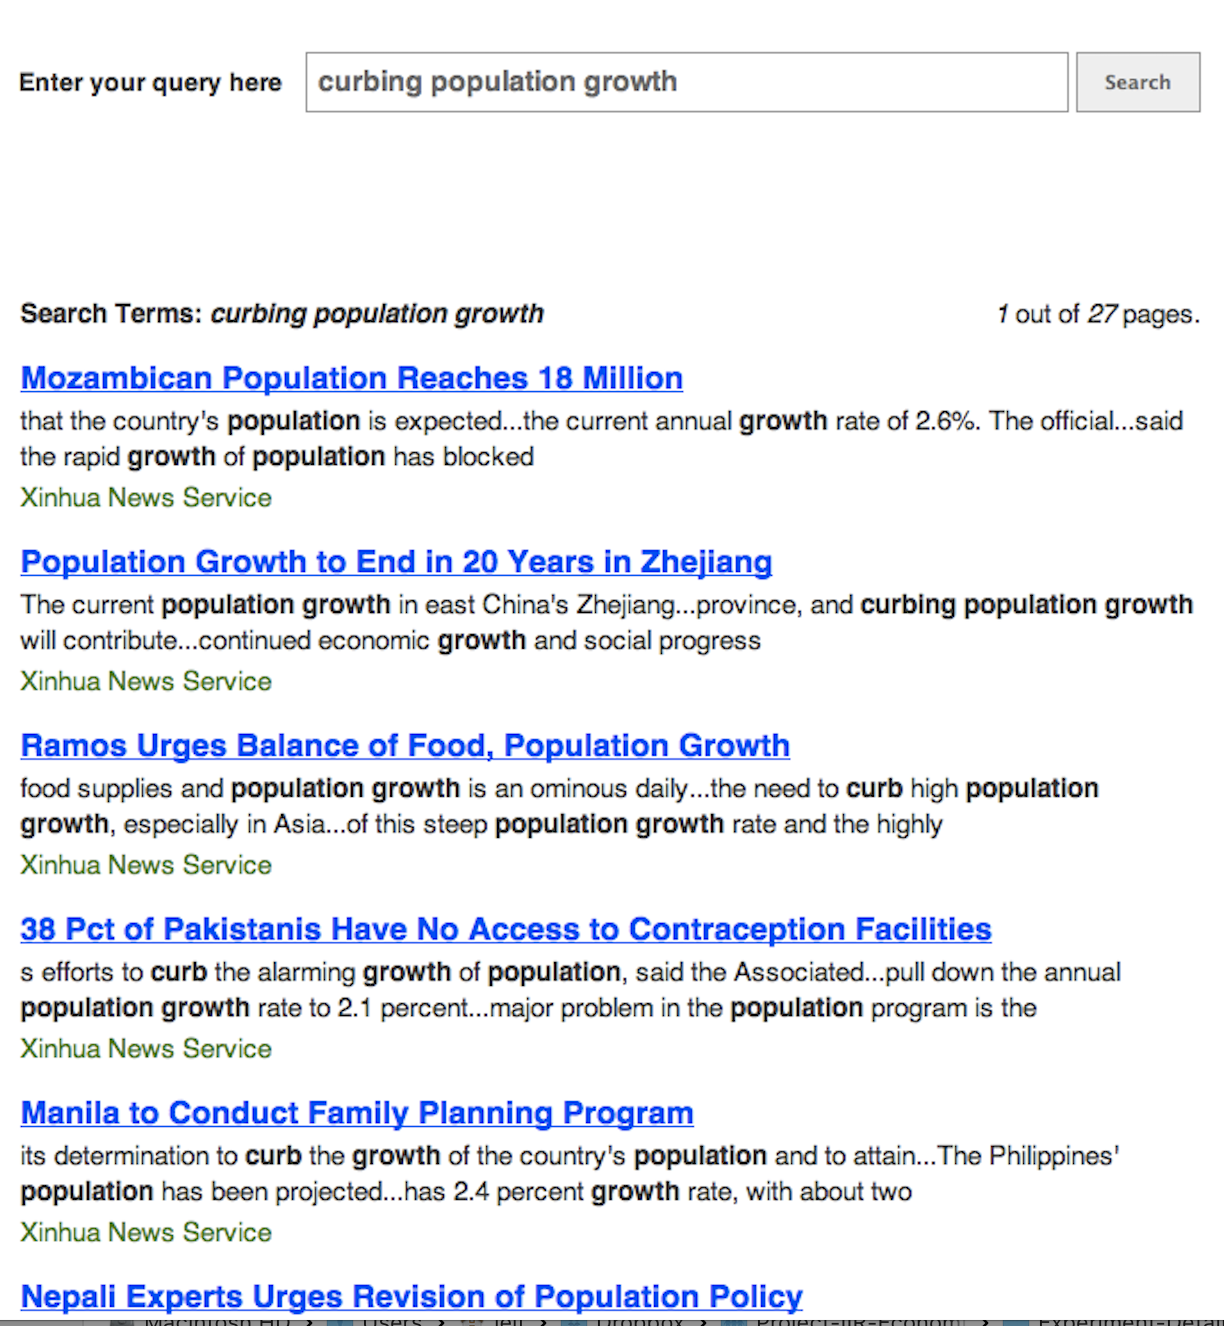 Enter your query here curbing population growth Search
Search Terms: curbing population growth 1 out of 27 pages.
Mozambican Population Reaches 18 Million
that the country's population is expected...the current annual growth rate of 2.6%. The official...said
the rapid growth of population has blocked
Xinhua News Service
Population Growth to End in 20 Years in Zhejiang
The current population growth in east China's Zhejiang...province, and curbing population growth
will contribute...continued economic growth and social progress
Xinhua News Service
Ramos Urges Balance of Food, Population Growth
food supplies and population growth is an ominous daily...the need to curb high population
growth, especially in Asia...of this steep population growth rate and the highly
Xinhua News Service
38 Pct of Pakistanis Have No Access to Contraception Facilities
s efforts to curb the alarming growth of population, said the Associated...pull down the annual
population growth rate to 2.1 percent...major problem in the population program is the
Xinhua News Service
Manila to Conduct Family Planning Program
its determination to curb the growth of the country's population and to attain...The Philippines'
population has been projected...has 2.4 percent growth rate, with about two
Xinhua News Service
Nepali Experts Urges Revision of Population Policy
Macintosh HD Users Dropbox